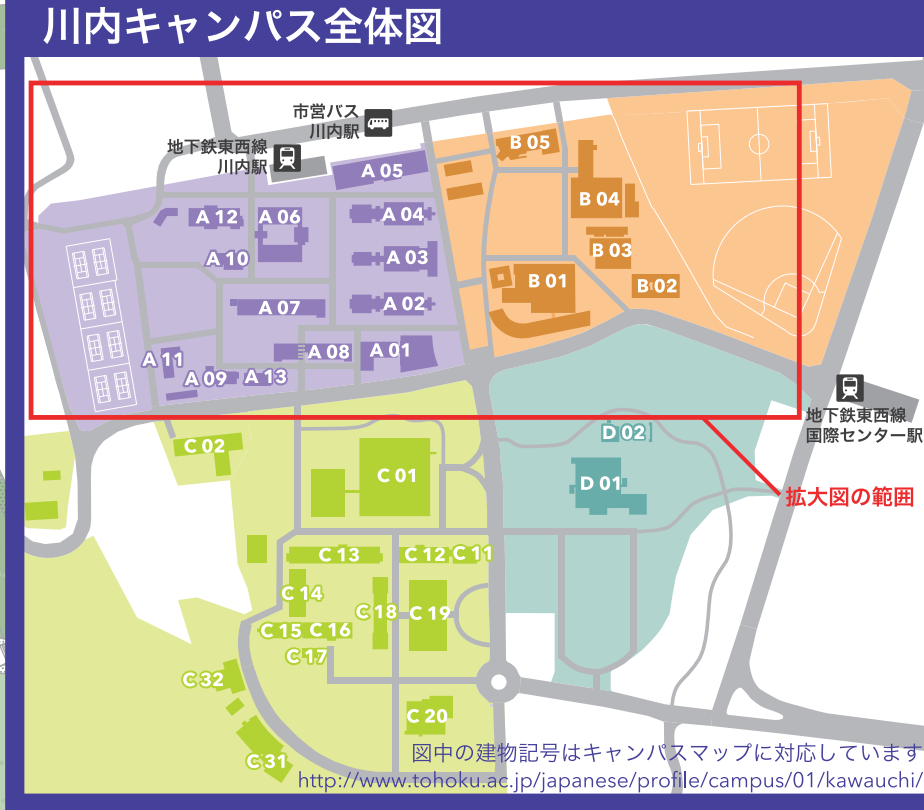 川内キャンパス全体図
市営バス
川内駅
地下鉄東西線
川内駅
A 05
B 05
A 12
A 06
A 04
B 04
A 10
A 03
B 03
B 01
B 02
A 07
A 02
A 11
A 08
A 01
A 09
A 13
地下鉄東西線
国際センター駅
C 02
D 02
C 01
D 01
拡大図の範囲
C 13
C 12
C 11
C 14
C 18
C 19
C 15
C 16
C 17
C 32
C 20
C 31
図中の建物記号はキャンパスマップに対応しています
http://www.tohoku.ac.jp/japanese/profile/campus/01/kawauchi/